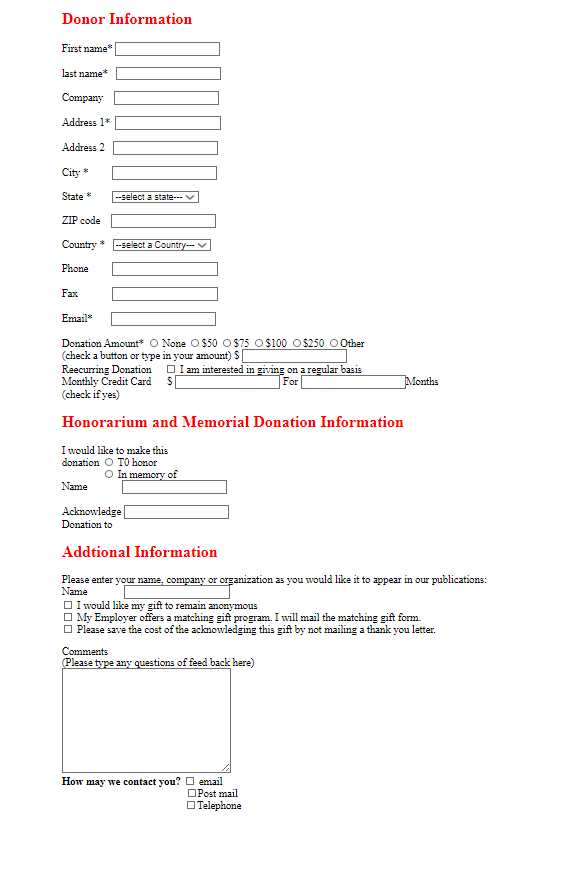 Donor Information
First name*
last name*
Company
Address 1*
Address 2
City *
State * --select a state---
ZIP code
Country * --select a Country---
Phone
Fax
Email*
Donation Amount* None $50 $75 $100 $250 Other
(check a button or type in your amount) $
Reecurring Donation I am interested in giving on a regular basis
Monthly Credit Card $ For Months
(check if yes)
Honorarium and Memorial Donation Information
I would like to make this
donation TO honor
In memory of
Name
Acknowledge
Donation to
Addtional Information
Please enter your name, company or organization as you would like it to appear in our publications:
Name
I would like my gift to remain anonymous
My Employer offers a matching gift program. I will mail the matching gift form.
Please save the cost of the acknowledging this gift by not mailing a thank you letter.
Comments
(Please type any questions of feed back here)
How may we contact you? email
Post mail
Telephone